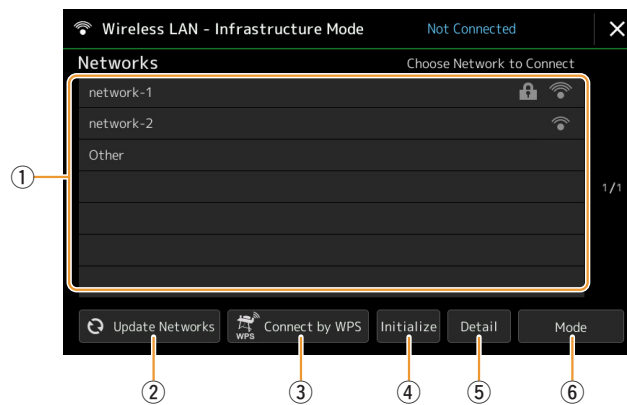 Wireless LAN – Infrastructure Mode Not Connected
Networks Choose Network to Connect
network-1
network-2
Other
①
1/1
Update Networks WPS Connect by WPS Initialize Detail Mode
② ③ ④ ⑤ ⑥